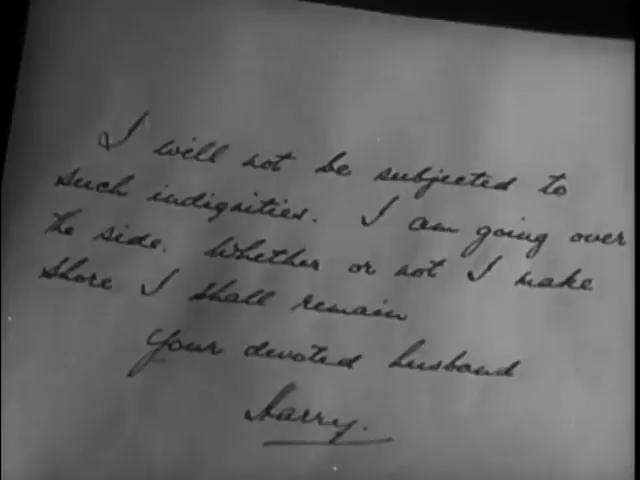 I will not be subjected to
such indignities. I am going over
the side. Whether or not I make
shore I shall remain
Your devoted husband
Harry.